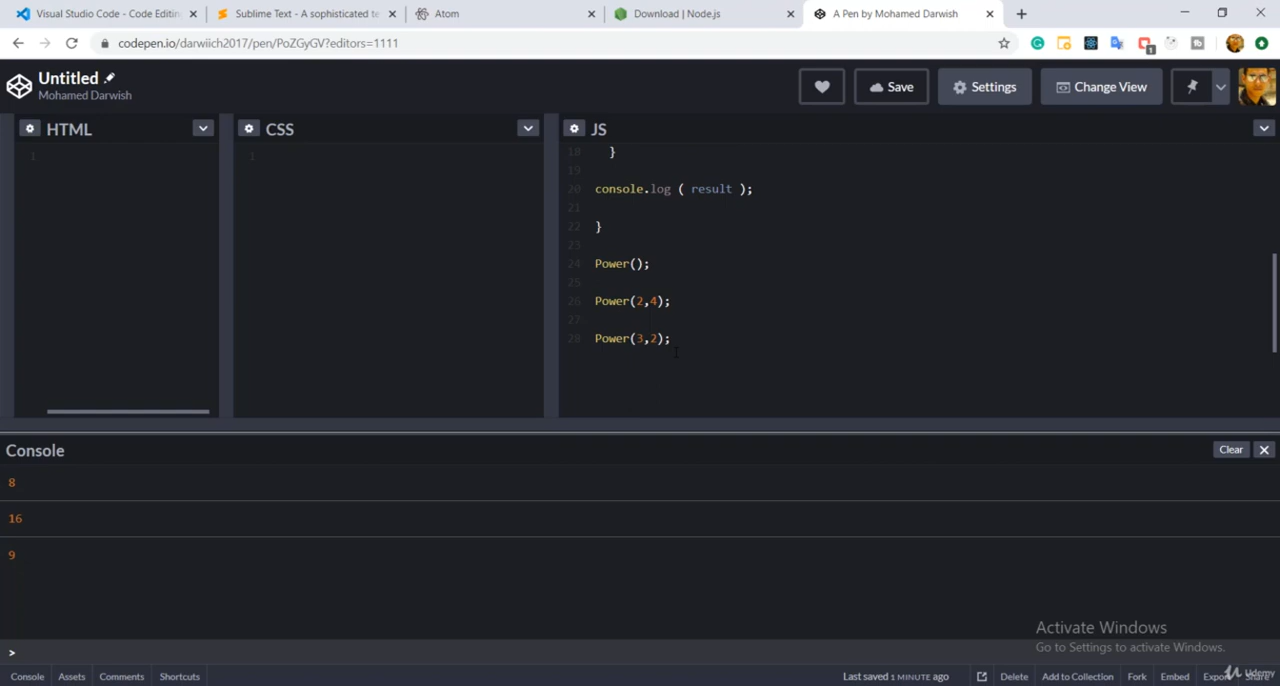 Visual Studio Code - Code Editin
Sublime Text - A sophisticated te
Atom
Download | Node.js
A Pen by Mohamed Darwish
codepen.io/darwiich2017/pen/PoZGyGV?editors=1111
1
Untitled
Mohamed Darwish
Save
Settings
Change View
HTML
CSS
JS
1
1
18 }
19
20 console.log ( result );
21
22 }
23
24 Power();
25
26 Power(2,4);
27
28 Power(3,2);
Console
Clear
8
16
9
Activate Windows
Go to Settings to activate Windows.
>
Console Assets Comments Shortcuts
Last saved 1 MINUTE ago
Delete Add to Collection Fork Embed Export Share
Udemy